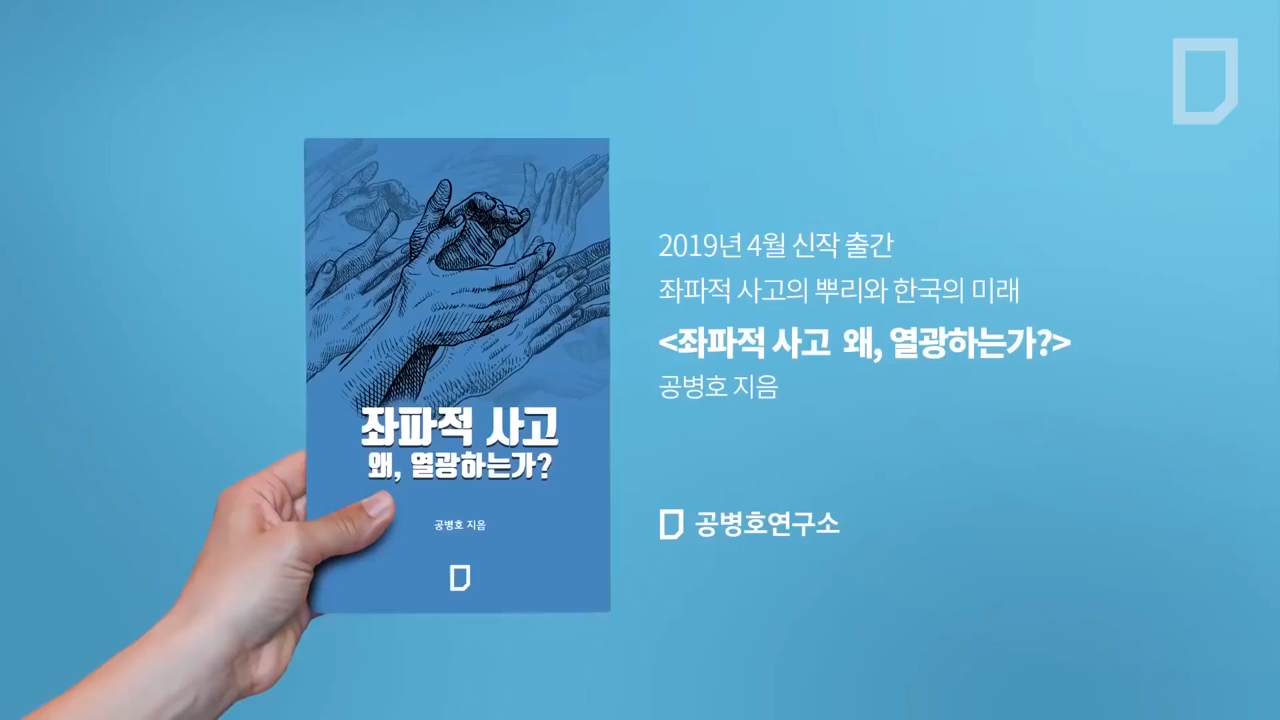 좌파적 사고
왜, 열광하는가?
공병호 지음
2019년 4월 신작 출간
좌파적 사고의 뿌리와 한국의 미래
<좌파적 사고 왜, 열광하는가?>
공병호 지음
공병호연구소